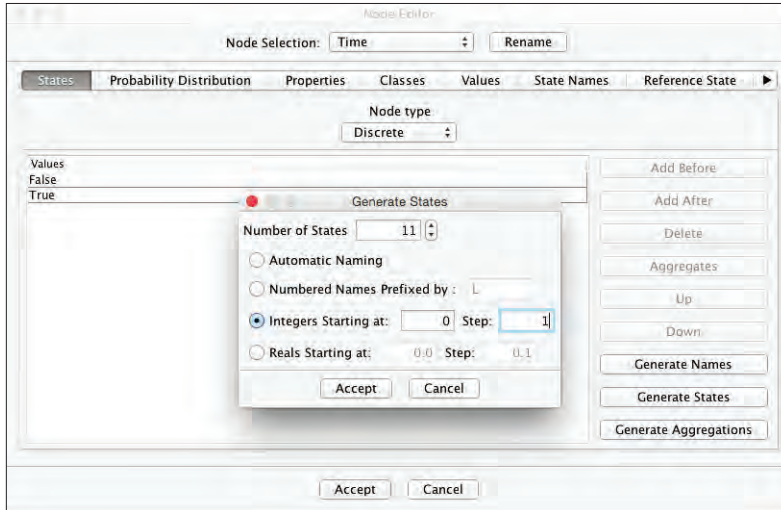 Node Editor
Node Selection: Time Rename
States Probability Distribution Properties Classes Values State Names Reference State
Node type
Discrete
Values
False
True
Add Before
Add After
Delete
Aggregates
Up
Down
Generate Names
Generate States
Generate Aggregations
Generate States
Number of States 11
Automatic Naming
Numbered Names Prefixed by : L
Integers Starting at: 0 Step: 1
Reals Starting at: 0.0 Step: 0.1
Accept Cancel
Accept Cancel